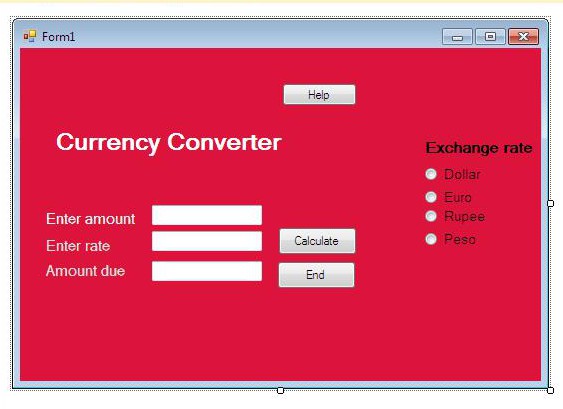 Form1
Help
Currency Converter
Exchange rate
Dollar
Euro
Rupee
Peso
Enter amount
Enter rate
Calculate
Amount due
End